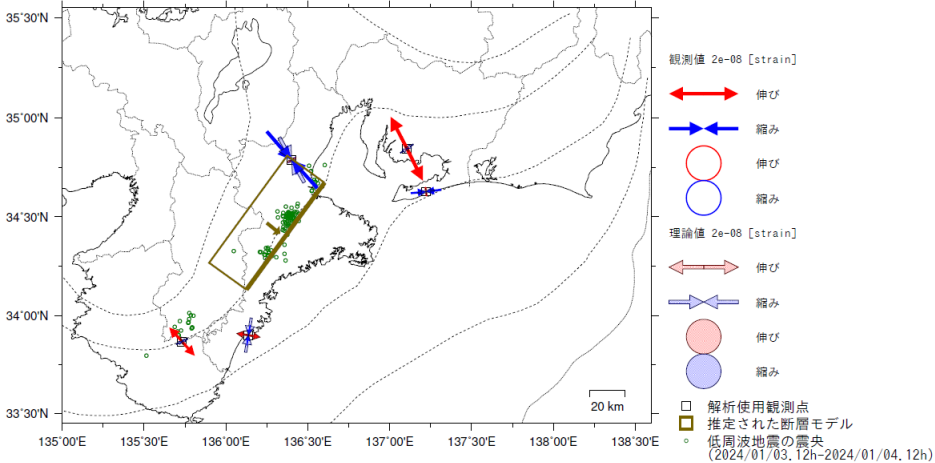 35°30'N
35°00'N
34°30'N
34°00'N
33°30'N
135°00'E
135°30'E
136°00'E
136°30'E
137°00'E
137°30'E
138°00'E
138°30'E
20 km
観測値 2e-08 [strain]
伸び
縮み
伸び
縮み
理論値 2e-08 [strain]
伸び
縮み
伸び
縮み
解析使用観測点
推定された断層モデル
低周波地震の震央
(2024/01/03.12h-2024/01/04.12h)